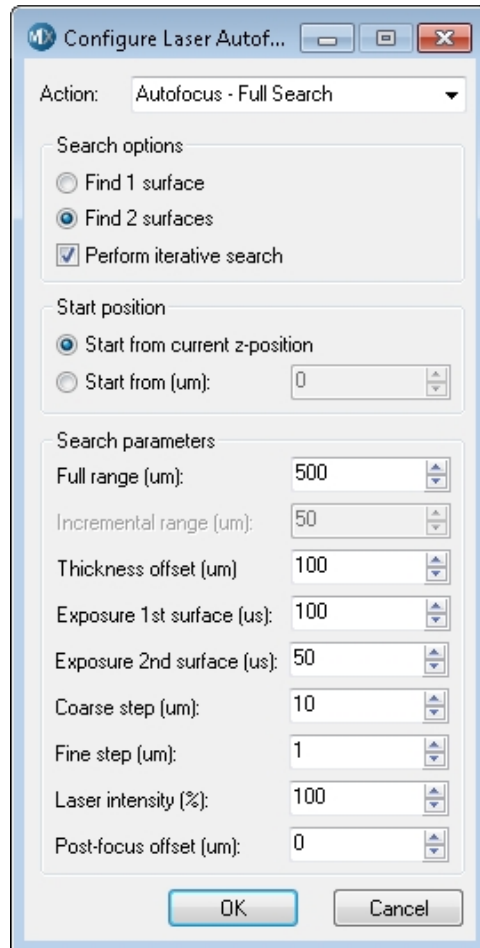 MX Configure Laser Autof...
Action: Autofocus - Full Search
Search options
Find 1 surface
Find 2 surfaces
Perform iterative search
Start position
Start from current z-position
Start from (um): 0
Search parameters
Full range (um): 500
Incremental range (um): 50
Thickness offset (um) 100
Exposure 1st surface (us): 100
Exposure 2nd surface (us): 50
Coarse step (um): 10
Fine step (um): 1
Laser intensity (%): 100
Post-focus offset (um): 0
OK Cancel